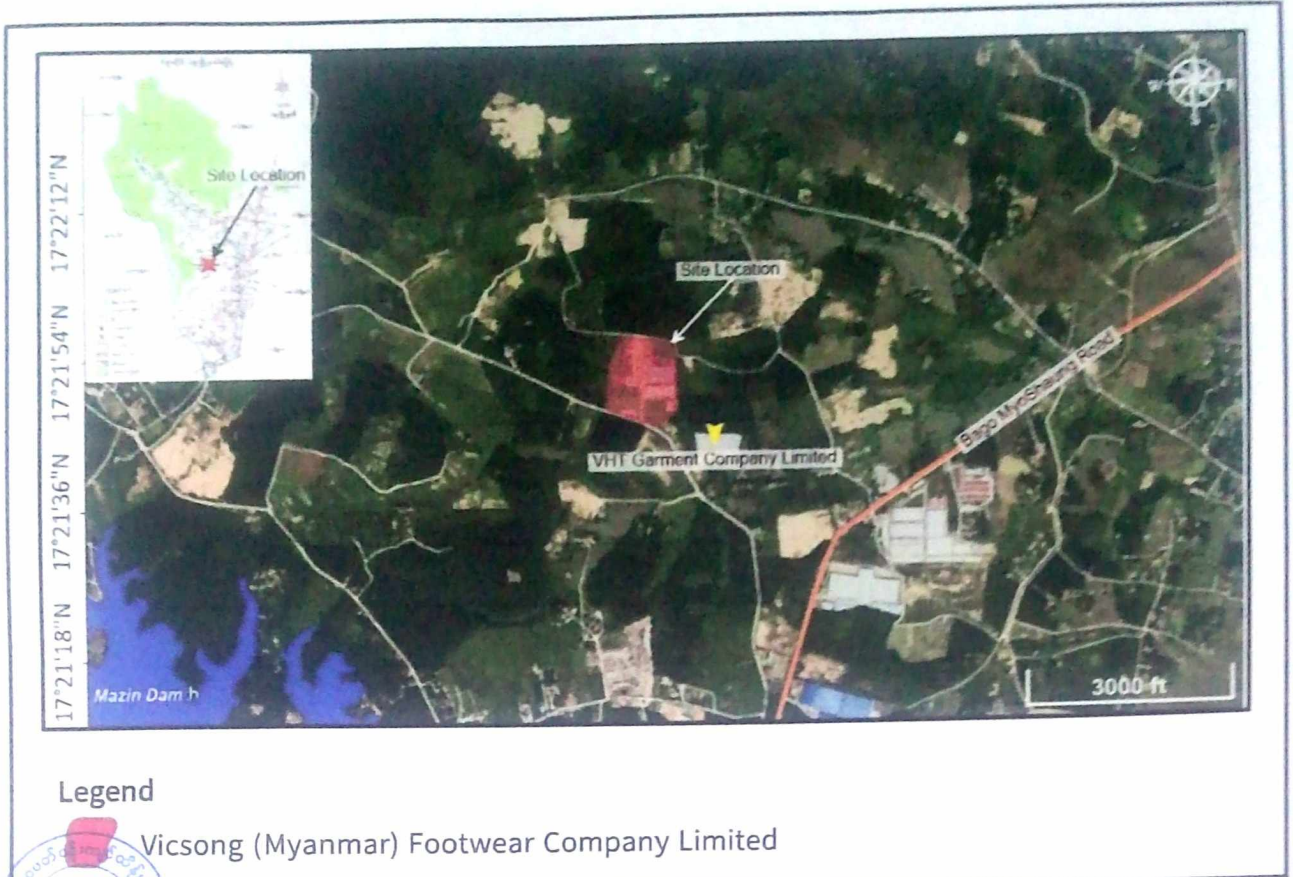 Site Location
17°22'12"N
17°21'54"N
17°21'36"N
17°21'18"N
W
Site Location
VHT Garment Company Limited
Bago Myo Shaung Road
Mazin Dam
3000 ft
Legend
Vicsong (Myanmar) Footwear Company Limited